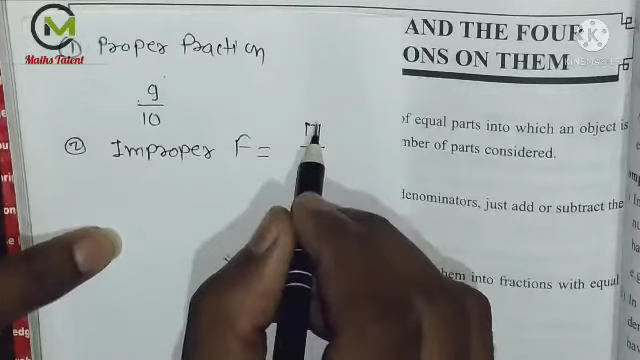 M
Maths Talent
KINEMASTER
① Proper Fraction
9
10
② Improper F =
AND THE FOUR
ONS ON THEM
of equal parts into which an object is
mber of parts considered.
denominators, just add or subtract the
hem into fractions with equal